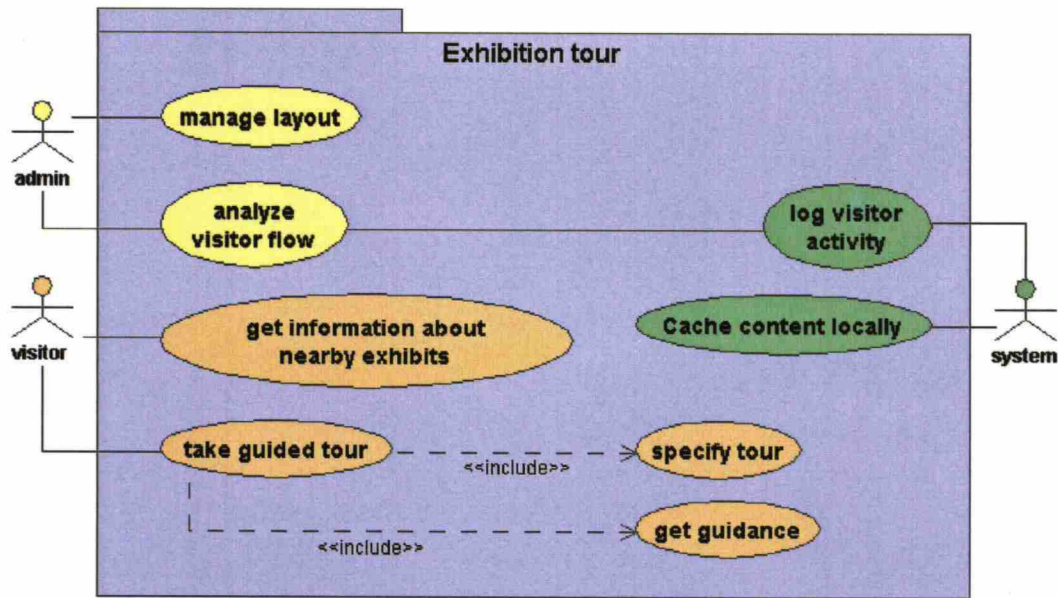 Exhibition tour
manage layout
admin
analyze
visitor flow
log visitor
activity
get information about
nearby exhibits
Cache content locally
visitor
system
take guided tour
<<include>>
specify tour
<<include>>
get guidance